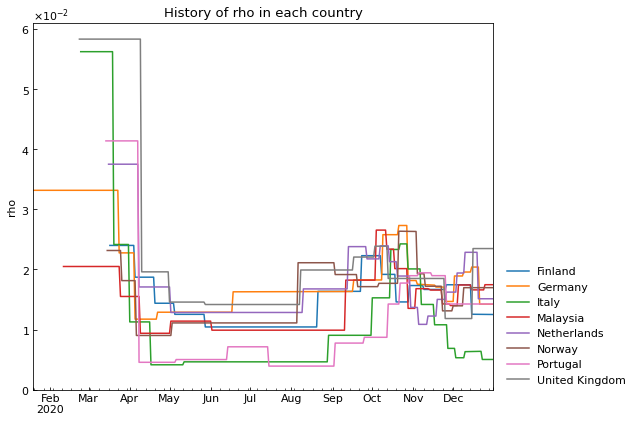 History of rho in each country
×10⁻²
6
5
4
3
2
1
0
rho
Feb Mar Apr May Jun Jul Aug Sep Oct Nov Dec
2020
Finland
Germany
Italy
Malaysia
Netherlands
Norway
Portugal
United Kingdom